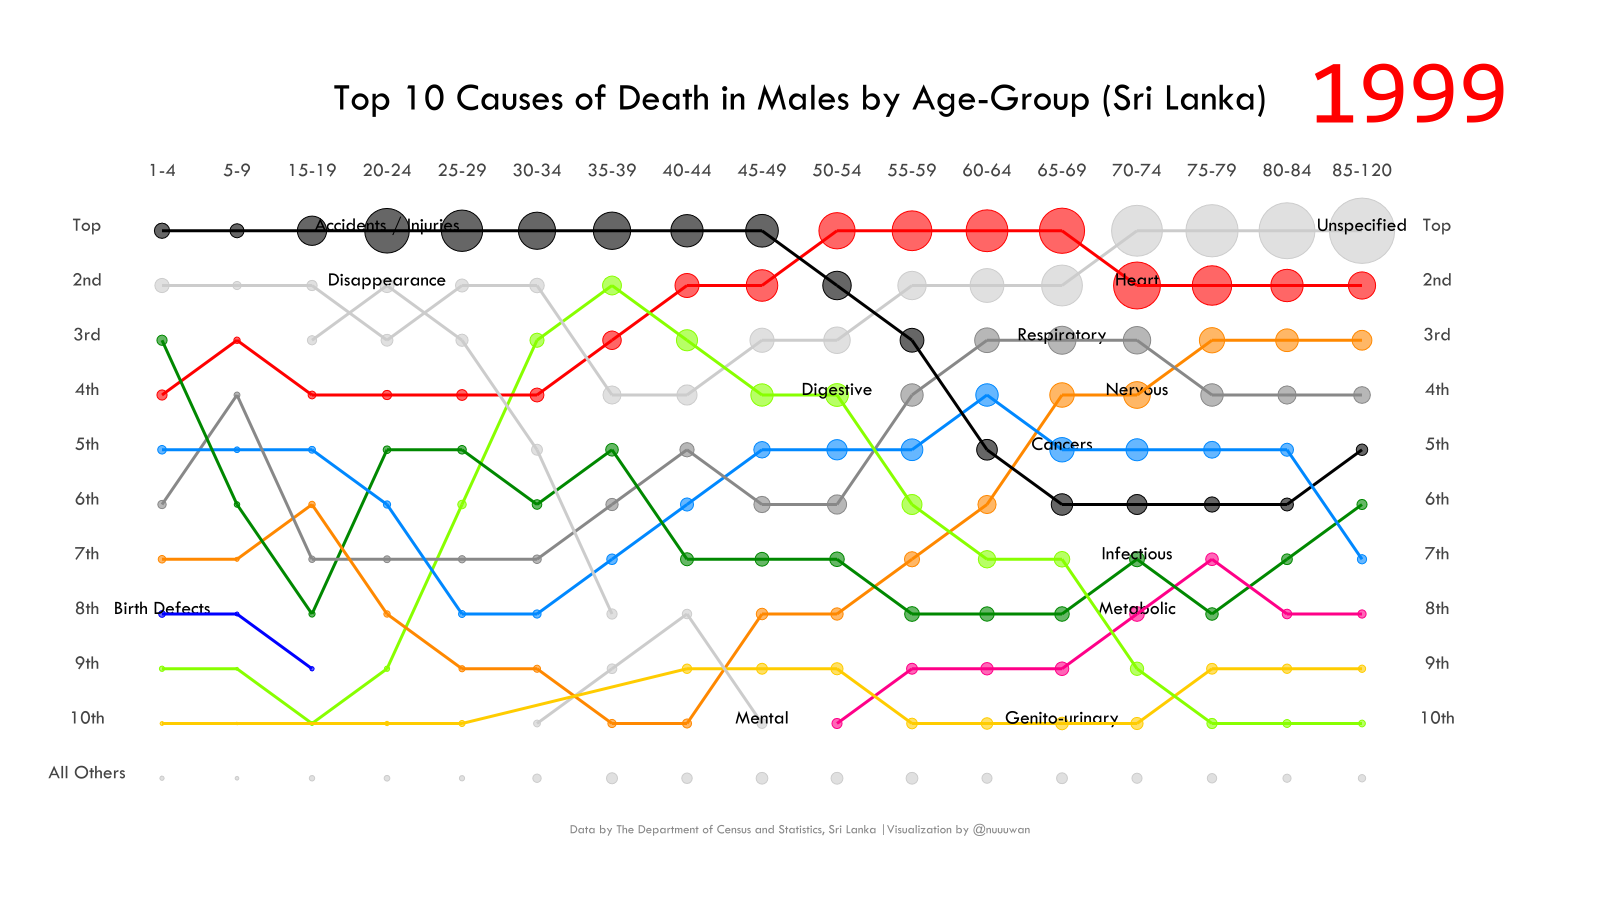 Top 10 Causes of Death in Males by Age-Group (Sri Lanka) 1999
1-4 5-9 15-19 20-24 25-29 30-34 35-39 40-44 45-49 50-54 55-59 60-64 65-69 70-74 75-79 80-84 85-120
Top Accidents / Injuries Unspecified Top
2nd Disappearance Heart 2nd
3rd Respiratory 3rd
4th Digestive Nervous 4th
5th Cancers 5th
6th 6th
7th Infectious 7th
8th Birth Defects Metabolic 8th
9th 9th
10th Mental Genito-urinary 10th
All Others
Data by The Department of Census and Statistics, Sri Lanka | Visualization by @nuuuwan